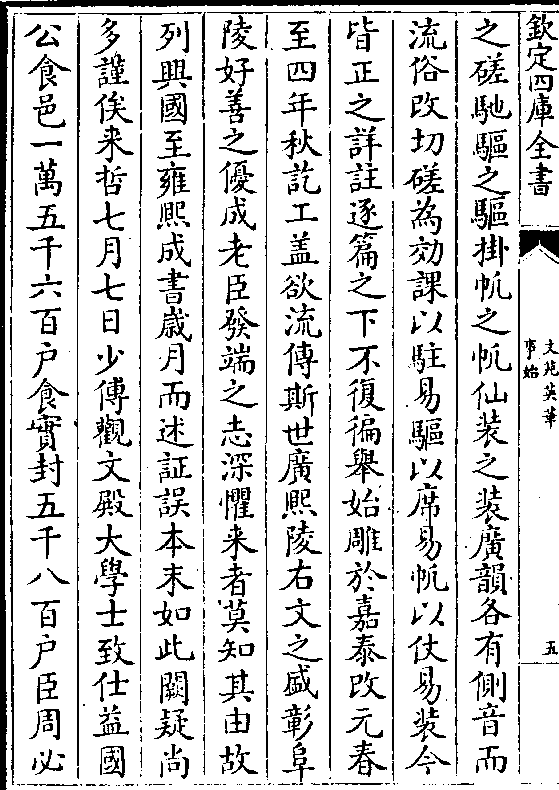 欽定四庫全書
文苑英華
事始
五
之磋馳驅之驅掛帆之帆仙装之装廣韻各有側音而
流俗改切磋為効課以駐易驅以席易帆以仗易装今
皆正之詳註逐篇之下不復徧舉始雕於嘉泰改元春
至四年秋訖工盖欲流傳斯世廣熙陵右文之盛彰阜
陵好善之優成老臣發端之志深懼来者莫知其由故
列興國至雍熙成書歳月而述証誤本末如此闕疑尚
多謹俟来哲七月七日少傅觀文殿大學士致仕益國
公食邑一萬五千六百户食實封五千八百户臣周必